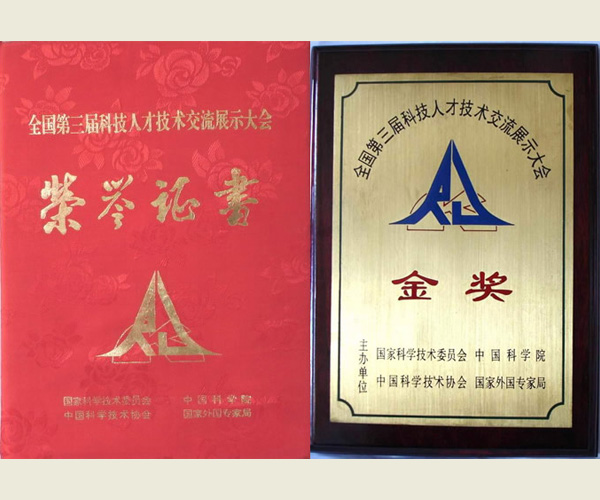 全国第三届科技人才技术交流展示大会
榮誉证書
国家科学技术委员会 中国科学院
中国科学技术协会 国家外国专家局
全国第三届科技人才技术交流展示大会
金奖
主办单位
国家科学技术委员会 中国科学院
中国科学技术协会 国家外国专家局